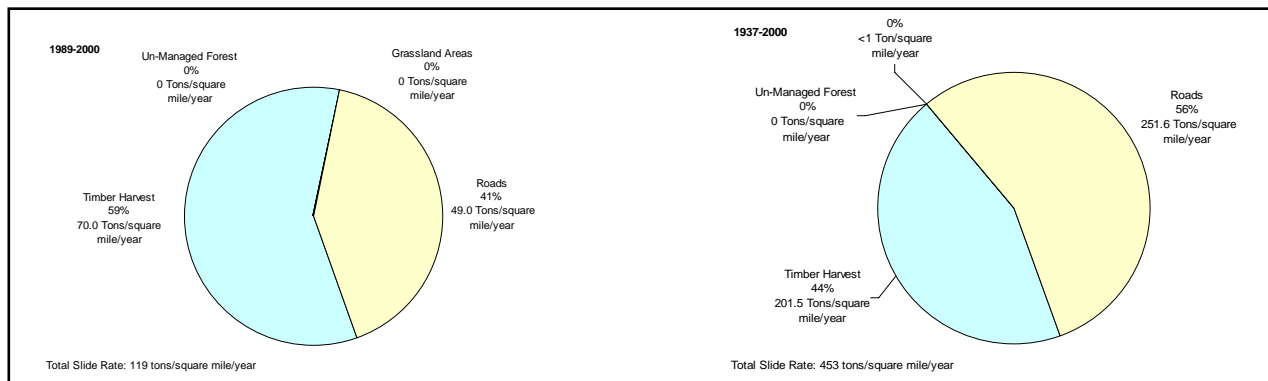 1989-2000
Un-Managed Forest
0%
0 Tons/square
mile/year
Grassland Areas
0%
0 Tons/square
mile/year
Timber Harvest
59%
70.0 Tons/square
mile/year
Roads
41%
49.0 Tons/square
mile/year
Total Slide Rate: 119 tons/square mile/year
1937-2000
0%
<1 Ton/square
mile/year
Un-Managed Forest
0%
0 Tons/square
mile/year
Roads
56%
251.6 Tons/square
mile/year
Timber Harvest
44%
201.5 Tons/square
mile/year
Total Slide Rate: 453 tons/square mile/year